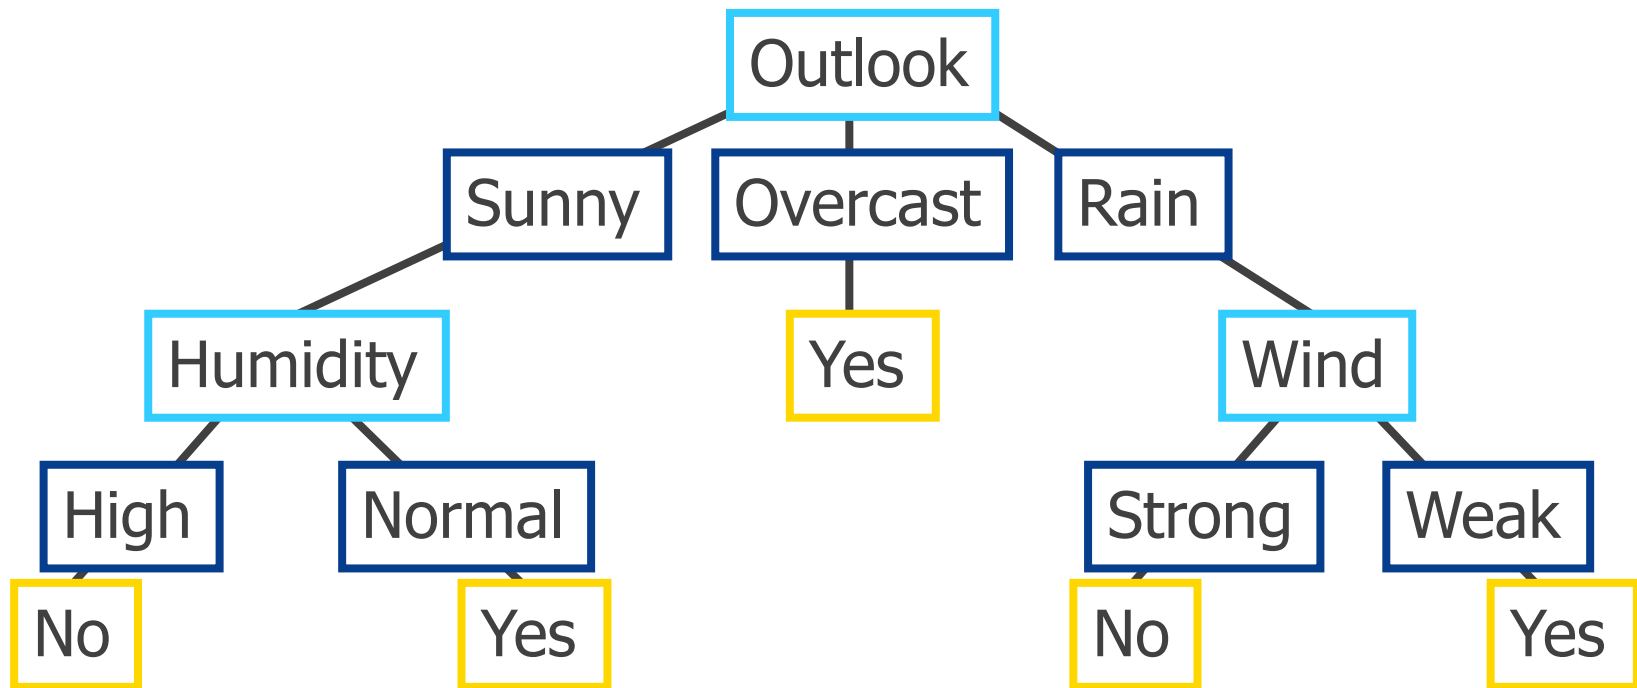 Outlook
Sunny Overcast Rain
Humidity Yes Wind
High Normal Strong Weak
No Yes No Yes